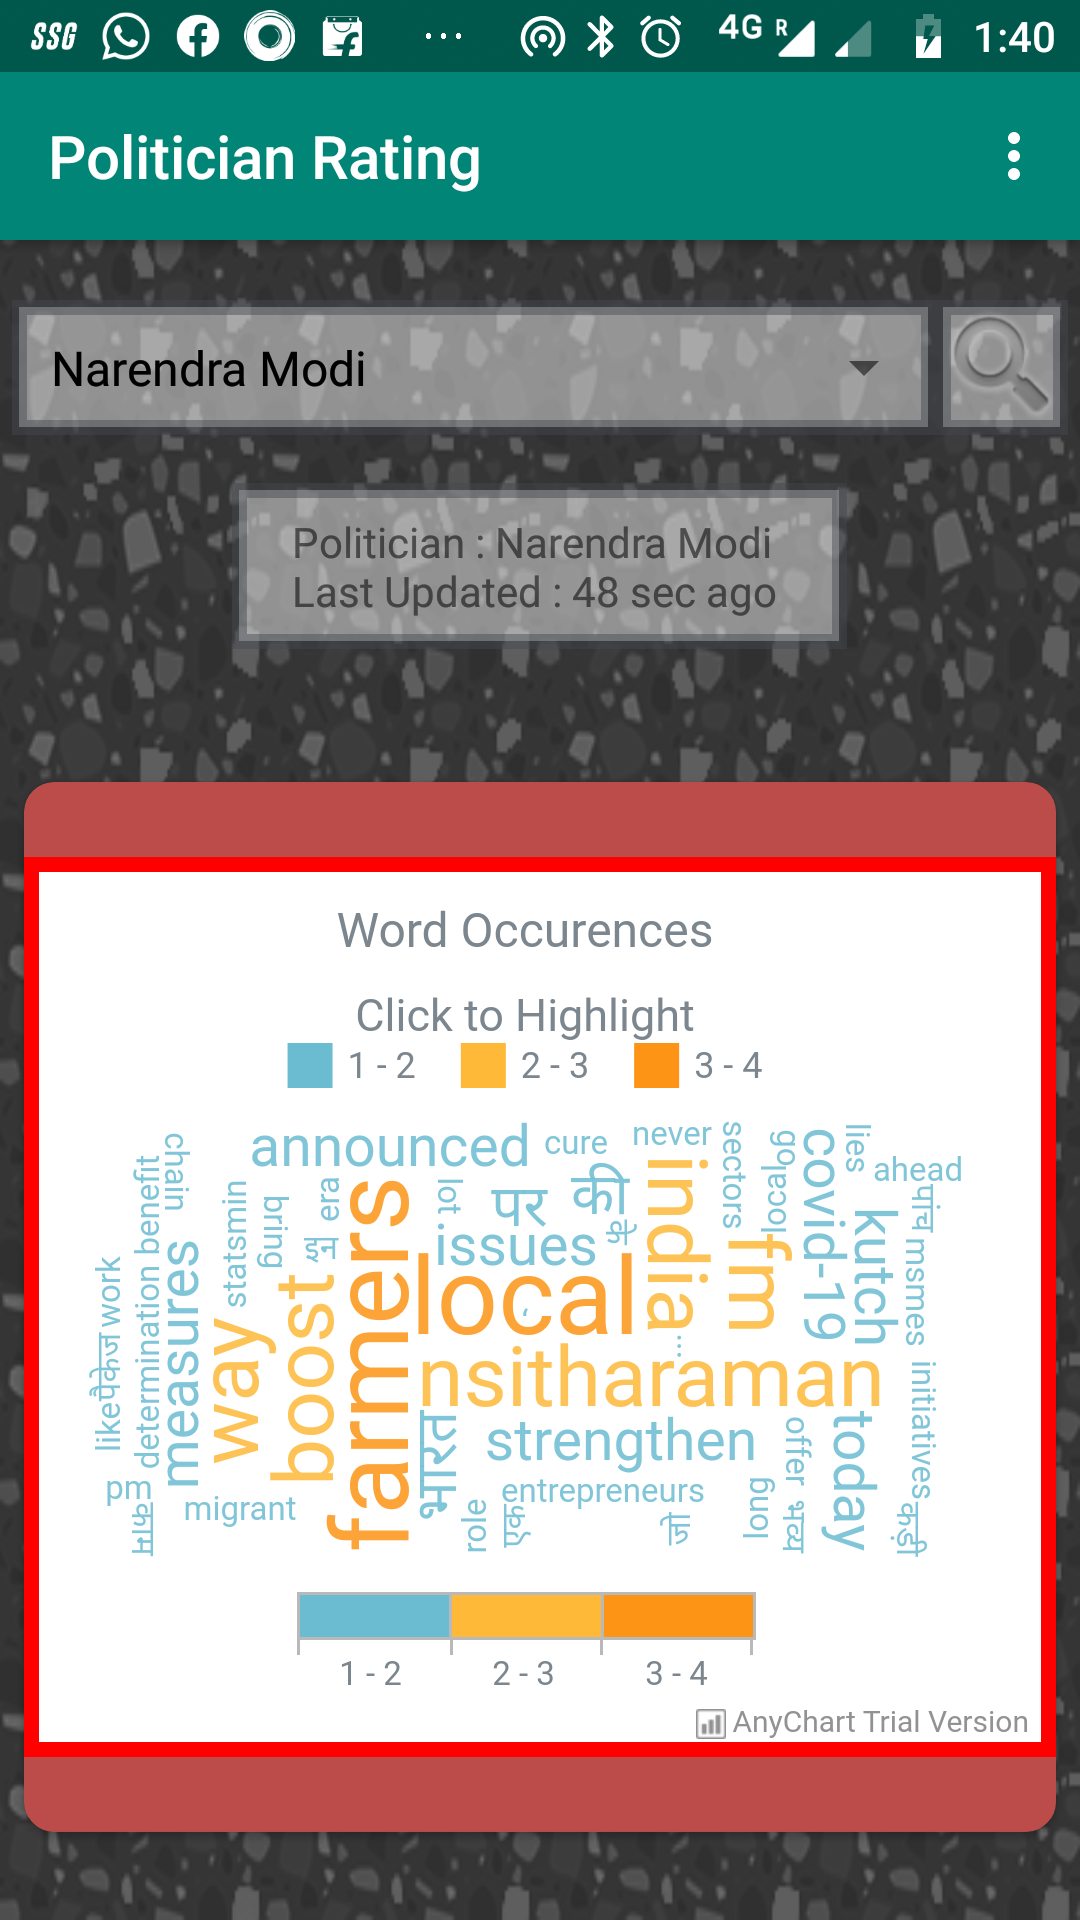 SSG
4G R 1:40
Politician Rating
Narendra Modi
Politician : Narendra Modi
Last Updated : 48 sec ago
Word Occurences
Click to Highlight
1 - 2
2 - 3
3 - 4
announced
cure
never
sectors
go
local
covid-19
lies
ahead
chain
benefit
statsmin
bring
era
farmers
lot
पर
की
के
india
fm
kutch
पांच
msmes
issues
local
इन
work
determination
measures
way
boost
...
nsitharaman
पैकेज
like
initiatives
भारत
strengthen
offer
today
pm
migrant
entrepreneurs
role
एक
जो
long
भव्य
कड़ी
1 - 2
2 - 3
3 - 4
AnyChart Trial Version